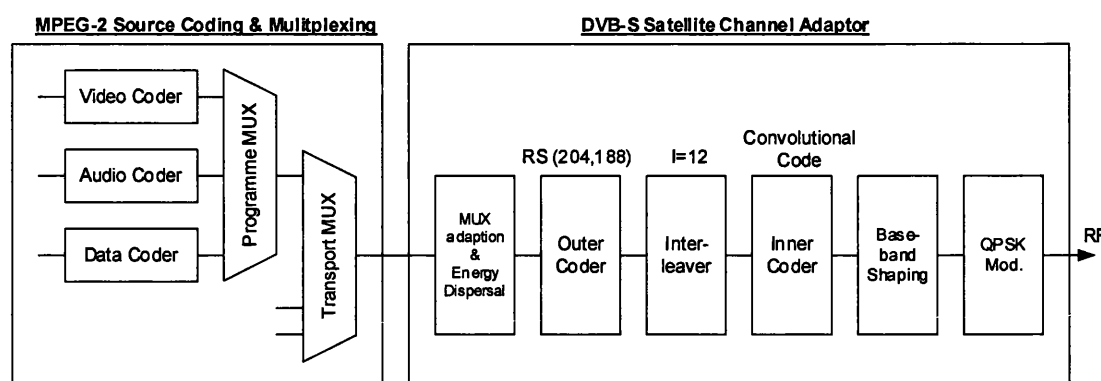 MPEG-2 Source Coding & Mulitplexing
DVB-S Satellite Channel Adaptor
Video Coder
Audio Coder
Data Coder
Programme MUX
Transport MUX
MUX
adaption
&
Energy
Dispersal
RS (204,188)
Outer
Coder
I=12
Inter-
leaver
Convolutional
Code
Inner
Coder
Base-
band
Shaping
QPSK
Mod.
RF